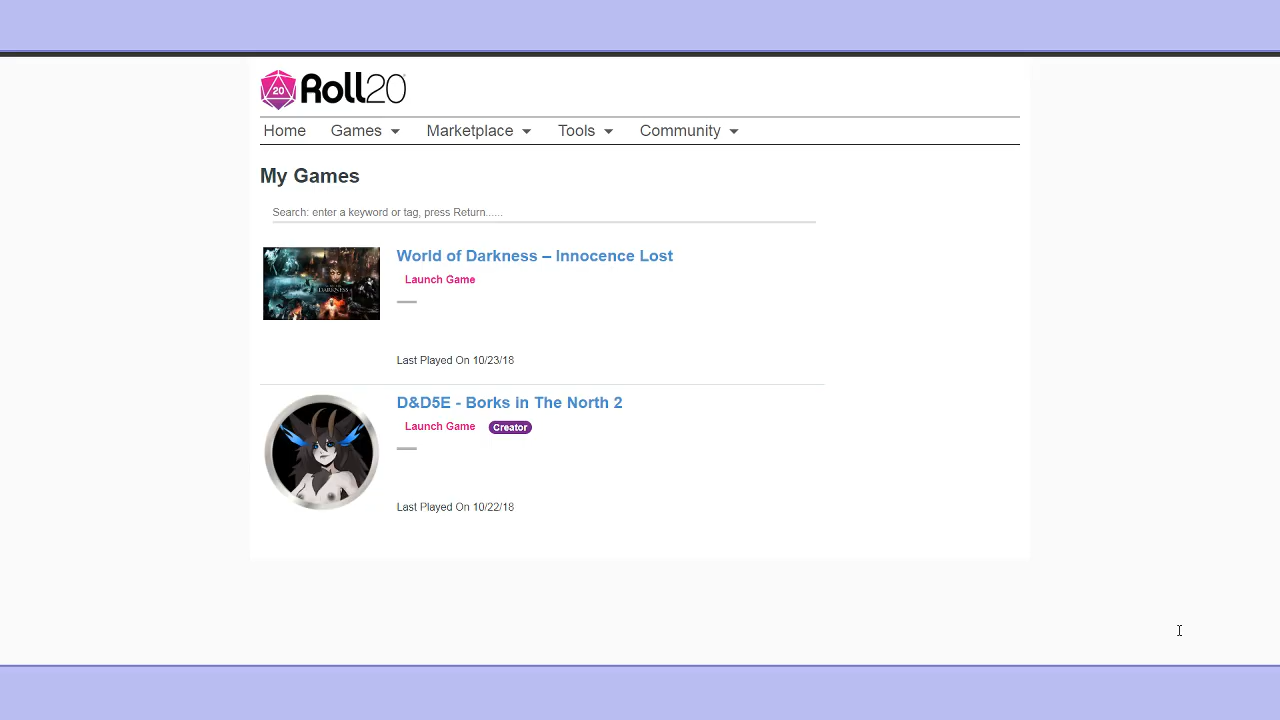 20 Roll20
Home Games Marketplace Tools Community
My Games
Search: enter a keyword or tag, press Return......
World of Darkness – Innocence Lost
Launch Game
DARKNESS
Last Played On 10/23/18
D&D5E - Borks in The North 2
Launch Game Creator
Last Played On 10/22/18